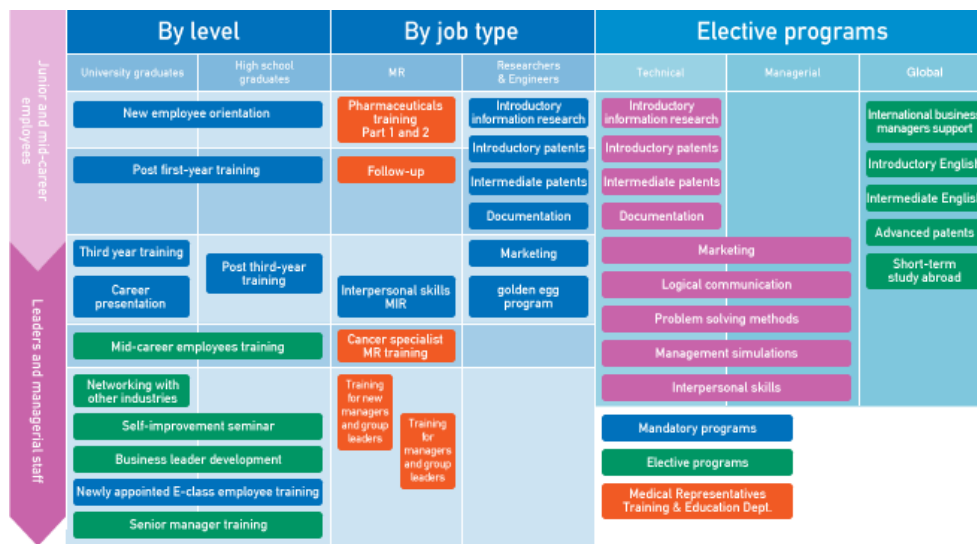 By level
By job type
Elective programs
University graduates
High school
graduates
MR
Researchers
& Engineers
Technical
Managerial
Global
Junior and mid-career
employees
Leaders and managerial
staff
New employee orientation
Post first-year training
Third year training
Career
presentation
Post third-year
training
Mid-career employees training
Networking with
other industries
Self-improvement seminar
Business leader development
Newly appointed E-class employee training
Senior manager training
Pharmaceuticals
training
Part 1 and 2
Follow-up
Interpersonal skills
MIR
Cancer specialist
MR training
Training
for new
managers
and group
leaders
Training
for
managers
and group
leaders
Introductory
information research
Introductory patents
Intermediate patents
Documentation
Marketing
golden egg
program
Introductory
information research
Introductory patents
Intermediate patents
Documentation
Marketing
Logical communication
Problem solving methods
Management simulations
Interpersonal skills
International business
managers support
Introductory English
Intermediate English
Advanced patents
Short-term
study abroad
Mandatory programs
Elective programs
Medical Representatives
Training & Education Dept.